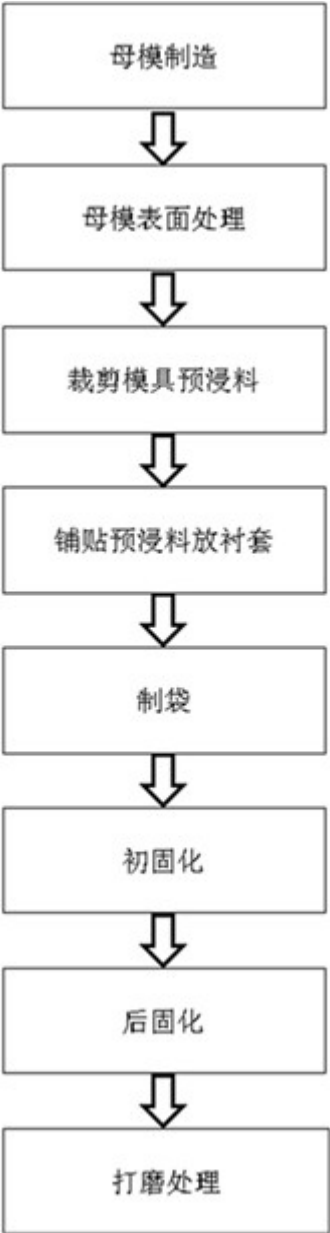 母模制造
母模表面处理
裁剪模具预浸料
铺贴预浸料放衬套
制袋
初固化
后固化
打磨处理